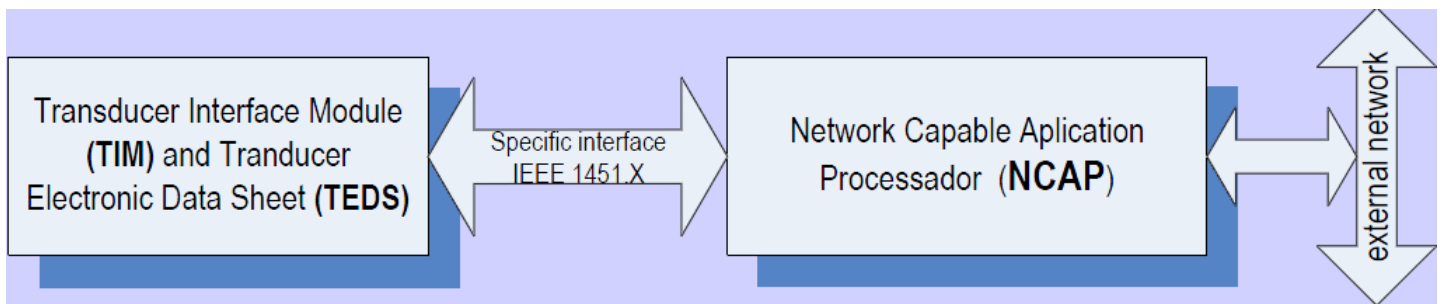 Transducer Interface Module
(TIM) and Tranducer
Electronic Data Sheet (TEDS)
Specific interface
IEEE 1451.X
Network Capable Aplication
Processador (NCAP)
external network